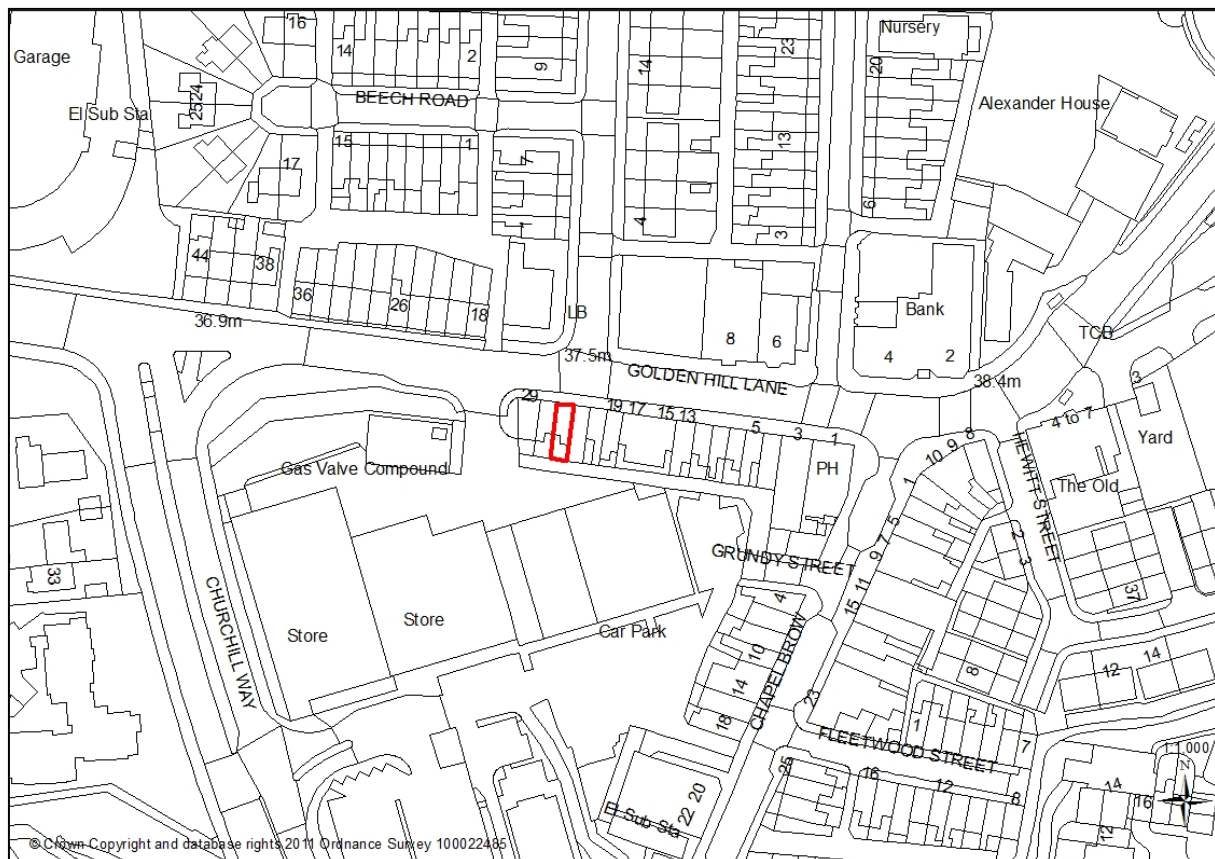 16
14
2
9
14
23
Nursery
20
Garage
2524
El Sub Sta
BEECH ROAD
Alexander House
15
1
17
7
13
1
4
3
6
44
38
36
26
18
36.9m
LB
37.5m
8
6
Bank
4
2
TCB
38.4m
GOLDEN HILL LANE
29
19
17
15
13
5
3
1
PH
3
4 to 7
Yard
The Old
HEWITT STREET
8
9
10
1
5
7
9
11
15
23
2
3
37
Gas Valve Compound
GRUNDY STREET
33
CHURCHILL WAY
Store
Store
Car Park
4
10
14
18
CHAPEL BROW
8
12
14
1
7
FLEETWOOD STREET
25
16
12
8
14
16
12
El Sub Sta
22
20
1:1,000
N
© Crown Copyright and database rights 2011 Ordnance Survey 100022485